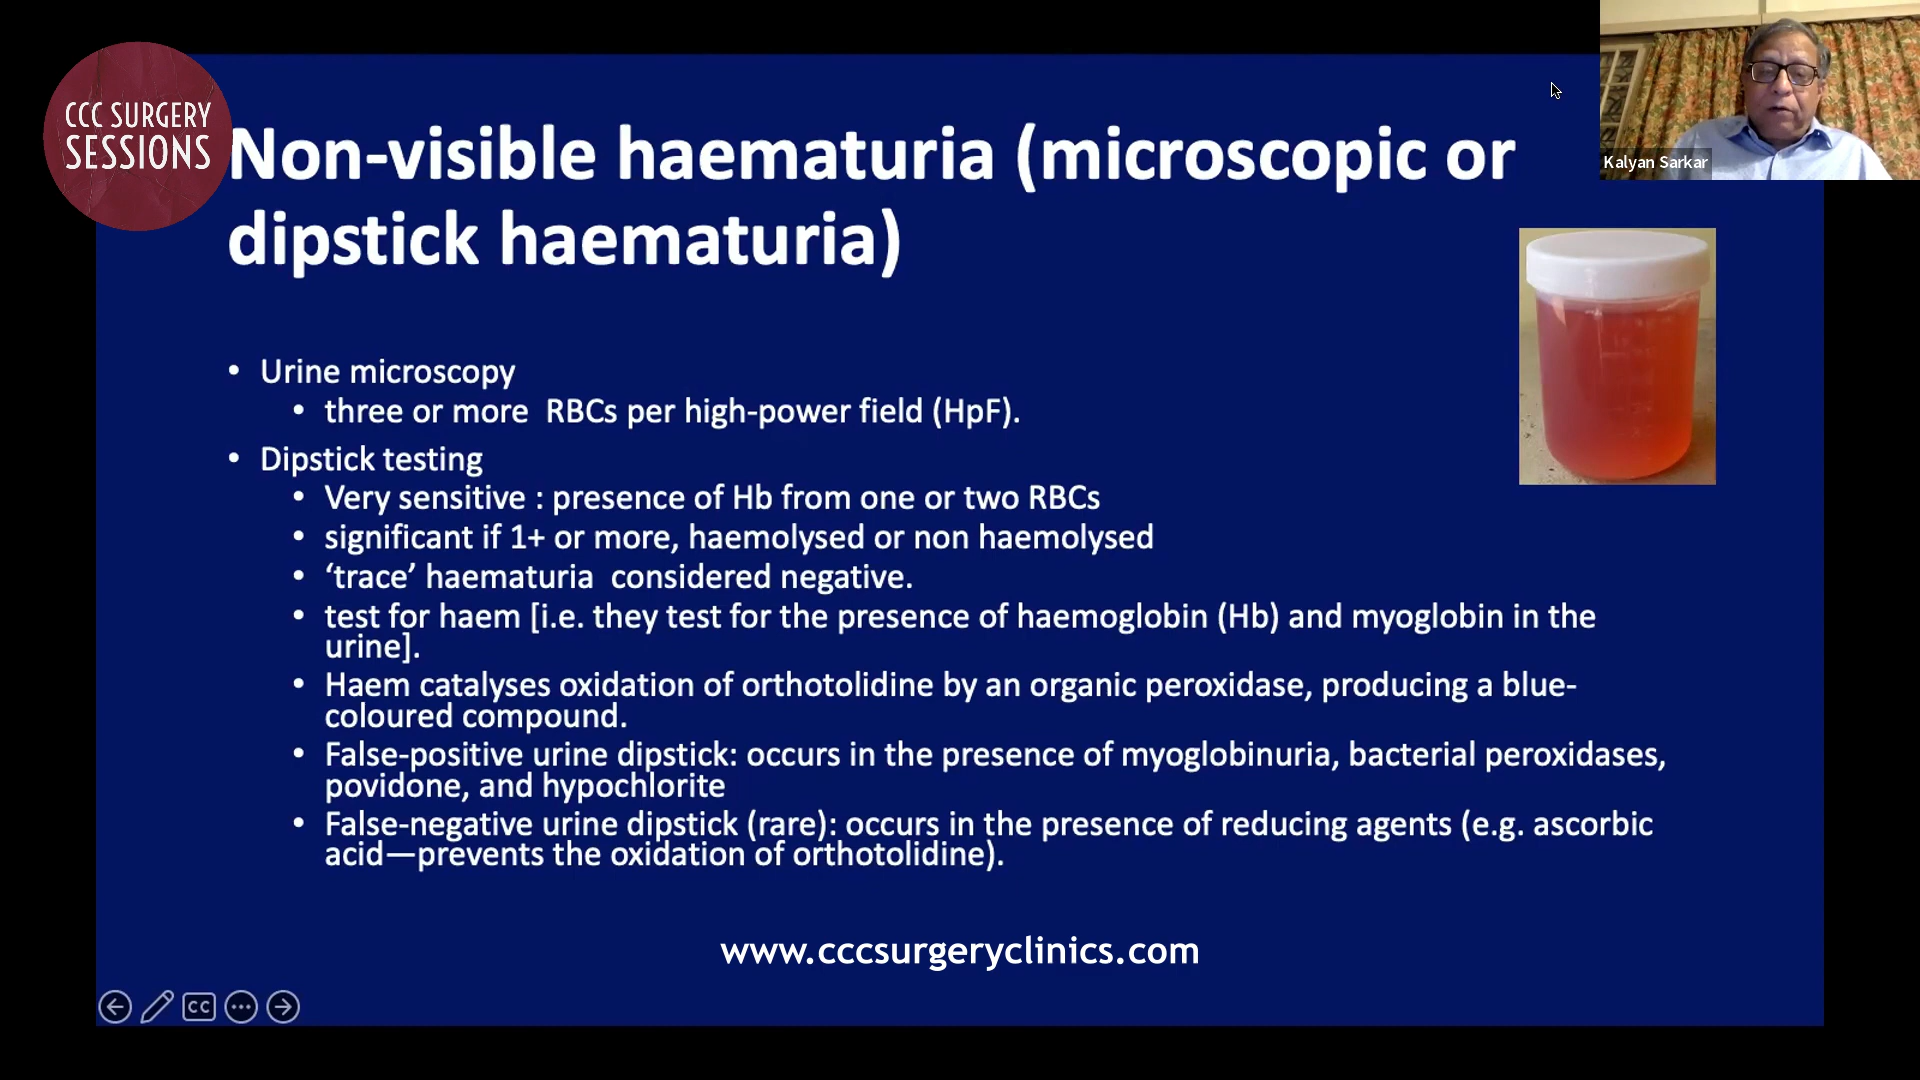 CCC SURGERY
SESSIONS
Non-visible haematuria (microscopic or
dipstick haematuria)
Kalyan Sarkar
• Urine microscopy
• three or more RBCs per high-power field (HpF).
• Dipstick testing
• Very sensitive : presence of Hb from one or two RBCs
• significant if 1+ or more, haemolysed or non haemolysed
• ‘trace’ haematuria considered negative.
• test for haem [i.e. they test for the presence of haemoglobin (Hb) and myoglobin in the
urine].
• Haem catalyses oxidation of orthotolidine by an organic peroxidase, producing a blue-
coloured compound.
• False-positive urine dipstick: occurs in the presence of myoglobinuria, bacterial peroxidases,
povidone, and hypochlorite
• False-negative urine dipstick (rare): occurs in the presence of reducing agents (e.g. ascorbic
acid—prevents the oxidation of orthotolidine).
www.cccsurgeryclinics.com
CC